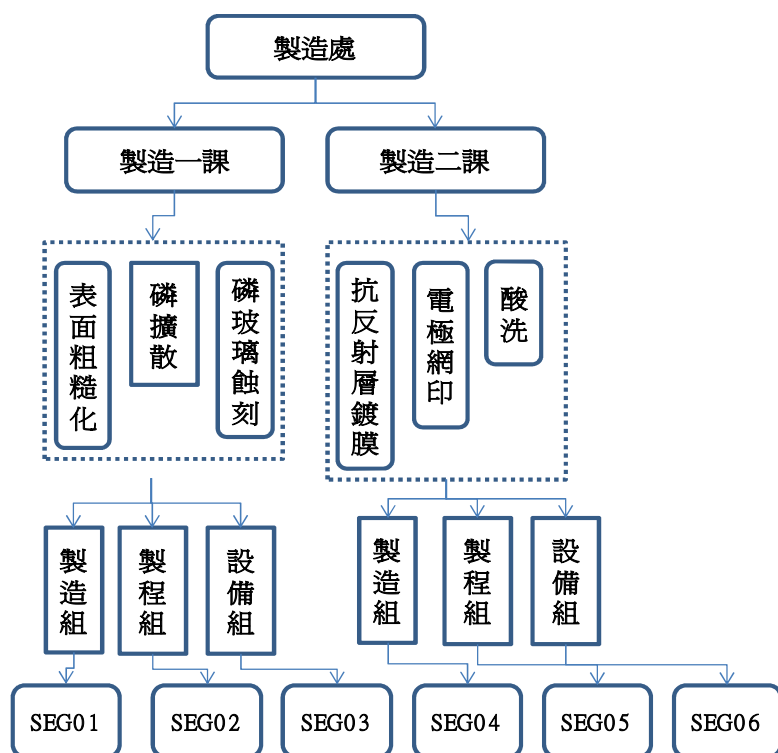 製造處
製造一課
製造二課
表面粗糙化
磷擴散
磷玻璃蝕刻
抗反射層鍍膜
電極網印
酸洗
製造組
製程組
設備組
製造組
製程組
設備組
SEG01
SEG02
SEG03
SEG04
SEG05
SEG06